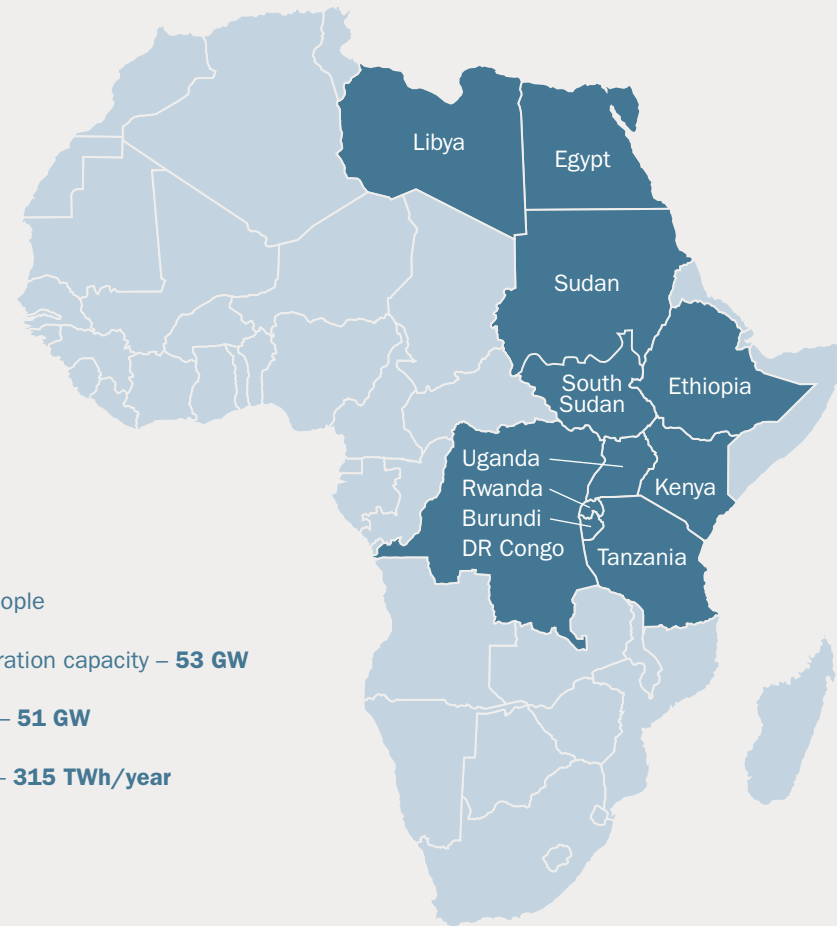 Libya
Egypt
Sudan
South
Sudan
Ethiopia
Uganda
Rwanda
Kenya
Burundi
DR Congo
Tanzania
ople
ration capacity – 53 GW
– 51 GW
– 315 TWh/year